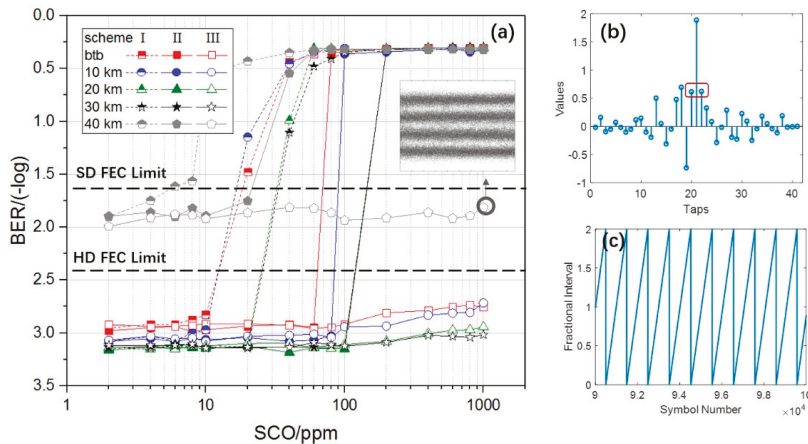 (a)
scheme I II III
btb
10 km
20 km
30 km
40 km
SD FEC Limit
HD FEC Limit
0.0
0.5
1.0
1.5
2.0
2.5
3.0
3.5
BER/(-log)
1 10 100 1000
SCO/ppm
(b)
2
1.5
1
0.5
0
-0.5
-1
Values
0 10 20 30 40
Taps
(c)
2
1.5
1
0.5
0
Fractional Interval
9 9.2 9.4 9.6 9.8 10
Symbol Number
×10⁴